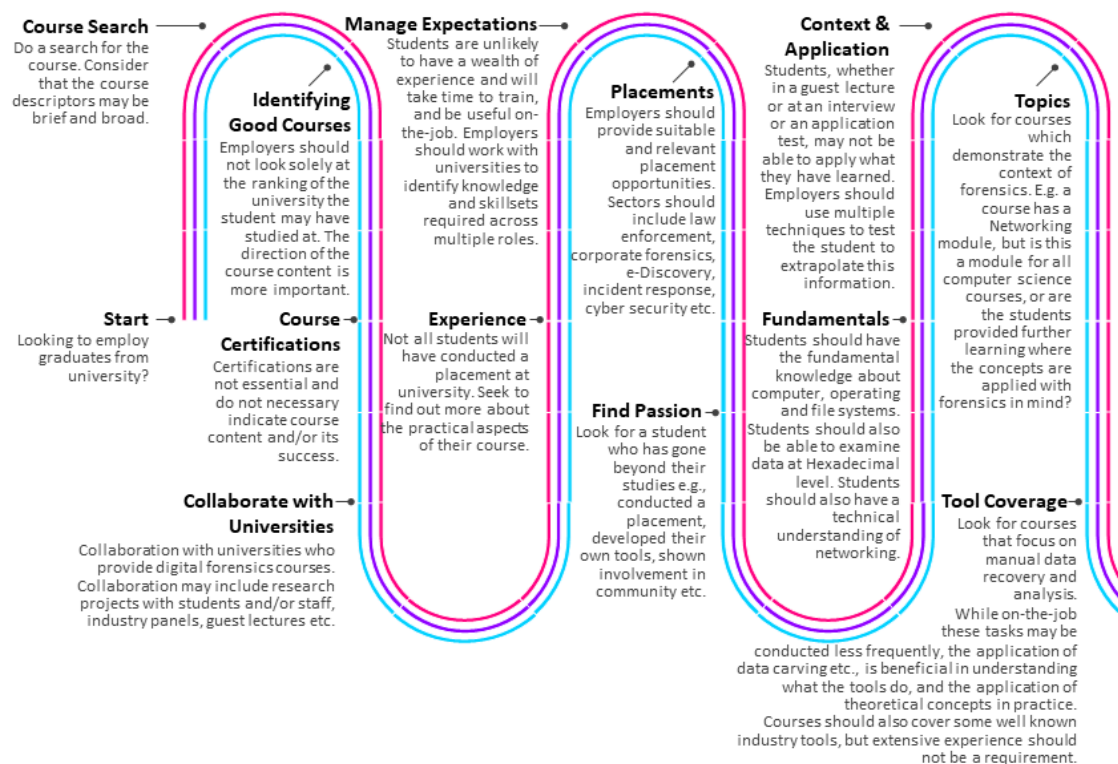 Start
Looking to employ
graduates from
university?
Course Search
Do a search for the
course. Consider
that the course
descriptors may be
brief and broad.
Identifying
Good Courses
Employers should
not look solely at
the ranking of the
university the
student may have
studied at. The
direction of the
course content is
more important.
Course
Certifications
Certifications are
not essential and
do not necessary
indicate course
content and/or its
success.
Collaborate with
Universities
Collaboration with universities who
provide digital forensics courses.
Collaboration may include research
projects with students and/or staff,
industry panels, guest lectures etc.
Experience
Not all students will
have conducted a
placement at
university. Seek to
find out more about
the practical aspects
of their course.
Manage Expectations
Students are unlikely
to have a wealth of
experience and will
take time to train,
and be useful on-
the-job. Employers
should work with
universities to
identify knowledge
and skillsets
required across
multiple roles.
Placements
Employers should
provide suitable
and relevant
placement
opportunities.
Sectors should
include law
enforcement,
corporate forensics,
e-Discovery,
incident response,
cyber security etc.
Find Passion
Look for a student
who has gone
beyond their
studies e.g.,
conducted a
placement,
developed their
own tools, shown
involvement in
community etc.
Fundamentals
Students should have
the fundamental
knowledge about
computer, operating
and file systems.
Students should also
be able to examine
data at Hexadecimal
level. Students
should also have a
technical
understanding of
networking.
Context &
Application
Students, whether
in a guest lecture
or at an interview
or an application
test, may not be
able to apply what
they have learned.
Employers should
use multiple
techniques to test
the student to
extrapolate this
information.
Topics
Look for courses
which
demonstrate the
context of
forensics. E.g. a
course has a
Networking
module, but is this
a module for all
computer science
courses, or are
the students
provided further
learning where
the concepts are
applied with
forensics in mind?
Tool Coverage
Look for courses
that focus on
manual data
recovery and
analysis.
While on-the-job
these tasks may be
conducted less frequently, the application of
data carving etc., is beneficial in understanding
what the tools do, and the application of
theoretical concepts in practice.
Courses should also cover some well known
industry tools, but extensive experience should
not be a requirement.